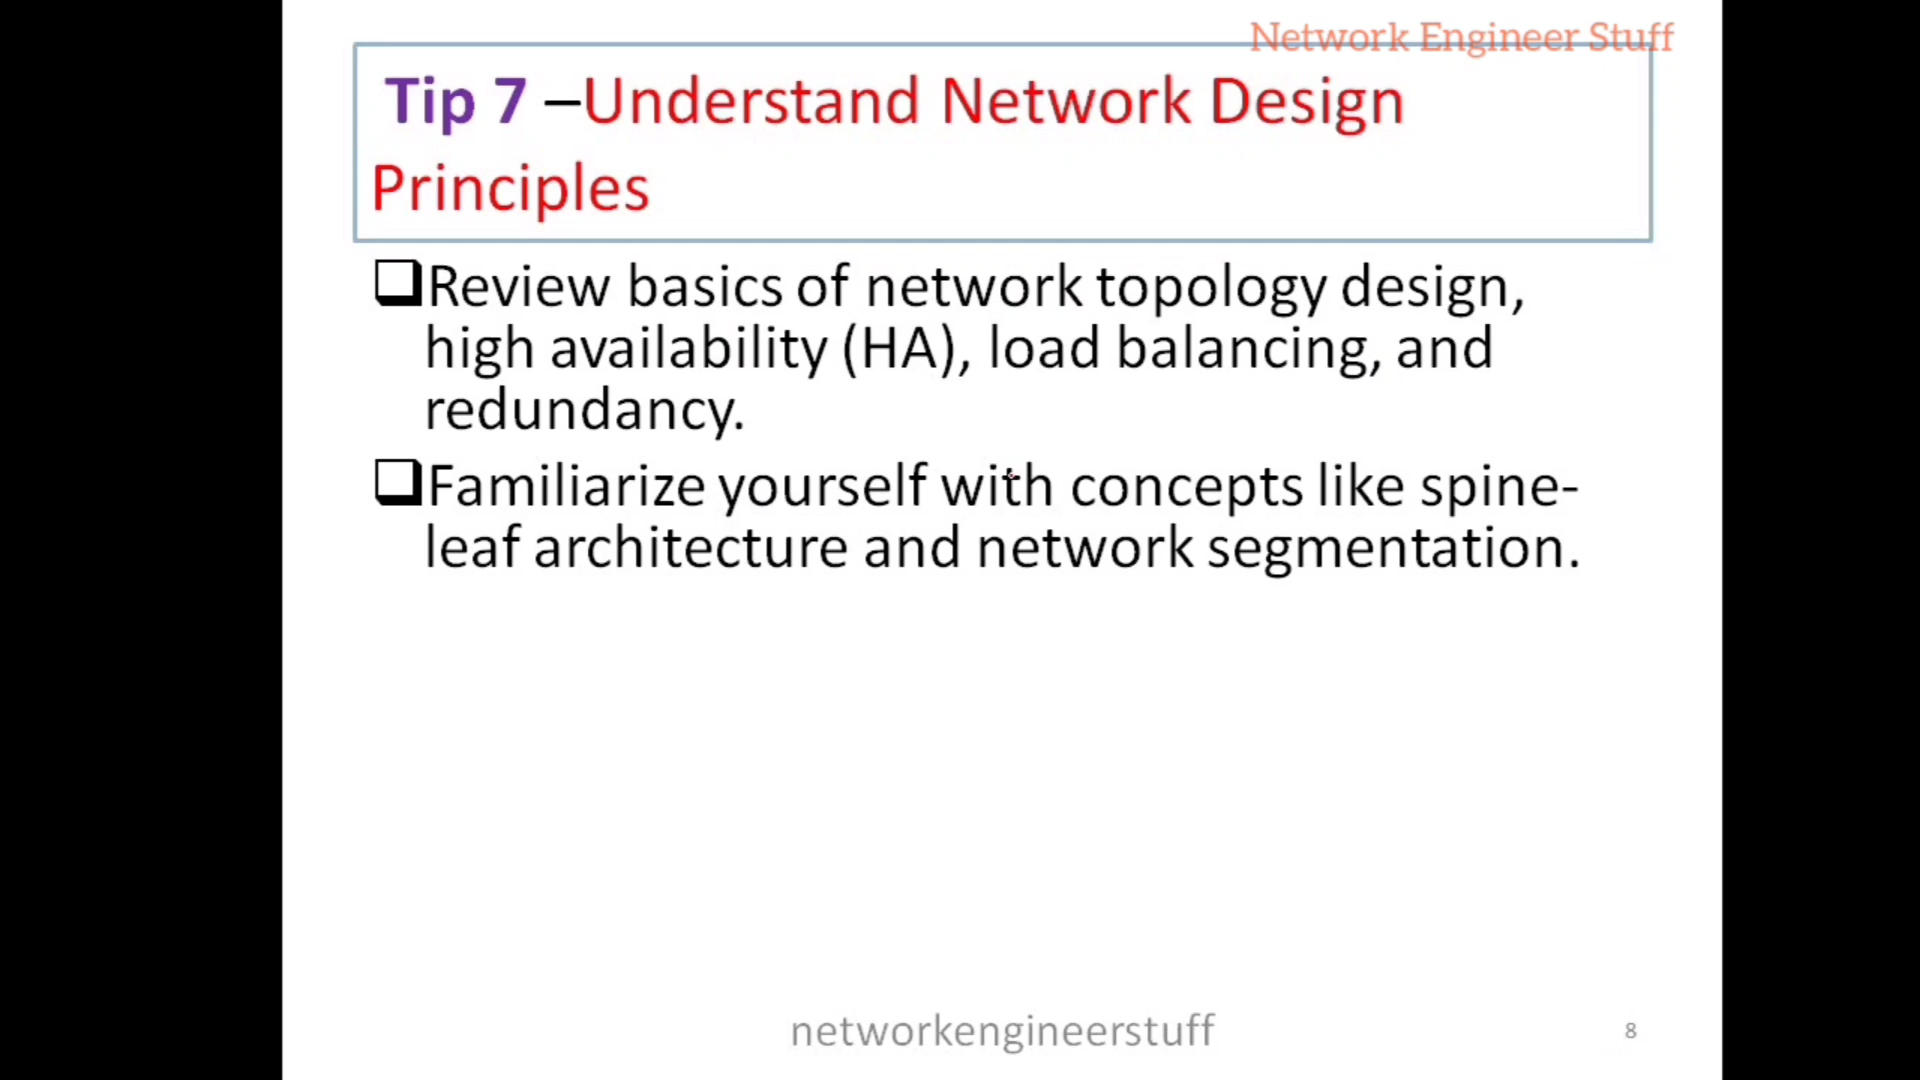 Network Engineer Stuff
Tip 7 –Understand Network Design
Principles
❑Review basics of network topology design,
high availability (HA), load balancing, and
redundancy.
❑Familiarize yourself with concepts like spine-
leaf architecture and network segmentation.
networkengineerstuff
8